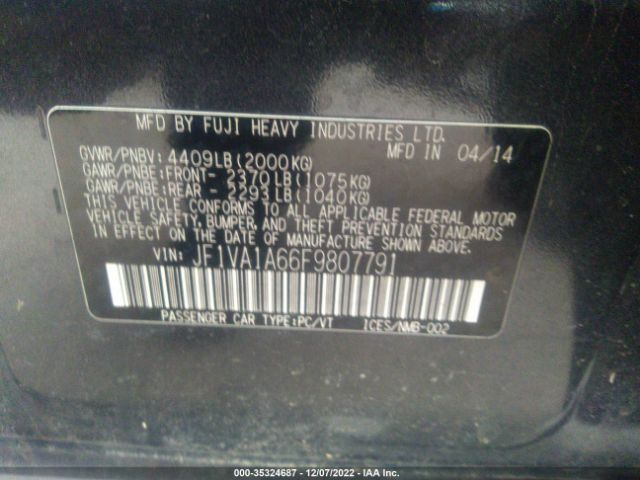 MFD BY FUJI HEAVY INDUSTRIES LTD.
MFD IN 04/14
GVWR/PNBV: 4409LB(2000KG)
GAWR/PNBE:FRONT- 2370LB(1075KG)
GAWR/PNBE:REAR - 2293LB(1040KG)
THIS VEHICLE CONFORMS TO ALL APPLICABLE FEDERAL MOTOR
VEHICLE SAFETY, BUMPER, AND THEFT PREVENTION STANDARDS
IN EFFECT ON THE DATE OF MANUFACTURE SHOWN ABOVE.
VIN: JF1VA1A66F9807791
PASSENGER CAR TYPE:PC/VT ICES/NMB-002
000-35324687 - 12/07/2022 - IAA Inc.